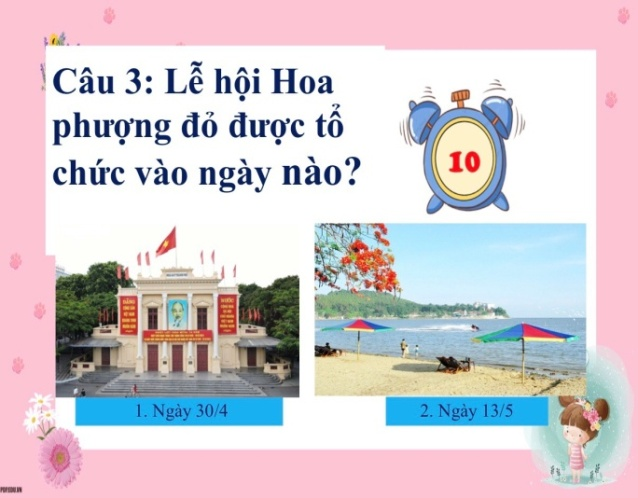 Câu 3: Lễ hội Hoa
phượng đỏ được tổ
chức vào ngày nào?
10
1. Ngày 30/4
2. Ngày 13/5